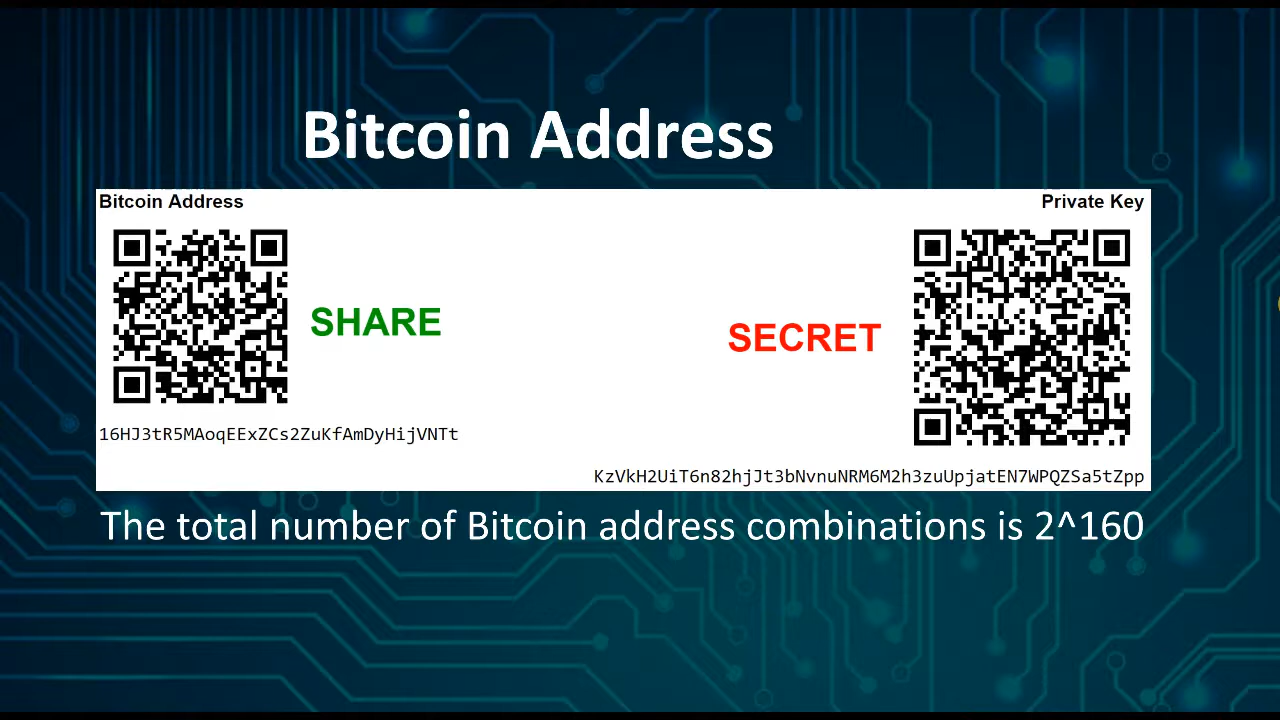 Bitcoin Address
Bitcoin Address
Private Key
SHARE
SECRET
16HJ3tR5MAoqEExZCs2ZuKfAmDyHijVNTt
KzVkH2UiT6n82hjJt3bNvnuNRM6M2h3zuUpjatEN7WPQZSa5tZpp
The total number of Bitcoin address combinations is 2^160